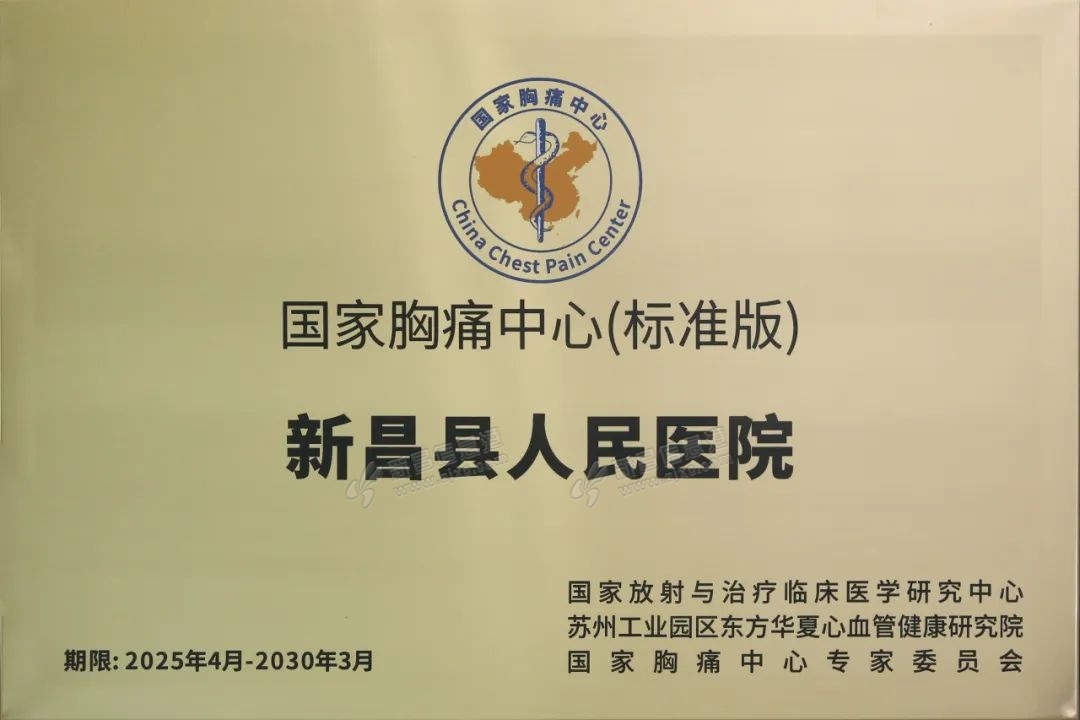 国家胸痛中心
China Chest Pain Center
国家胸痛中心(标准版)
新昌县人民医院
国家放射与治疗临床医学研究中心
苏州工业园区东方华夏心血管健康研究院
国家胸痛中心专家委员会
期限: 2025年4月-2030年3月